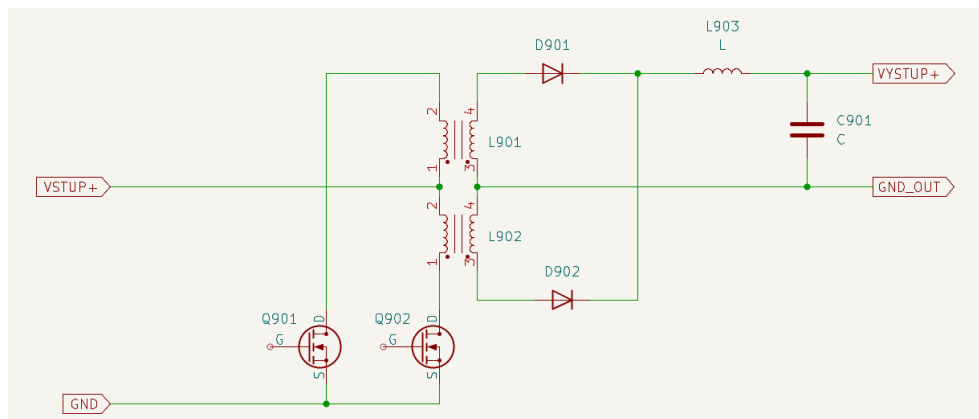 L903
L
D901
VYSTUP+
2
4
C901
C
L901
1
3
VSTUP+
GND_OUT
2
4
L902
1
3
D902
Q901
D
G
S
Q902
D
G
S
GND